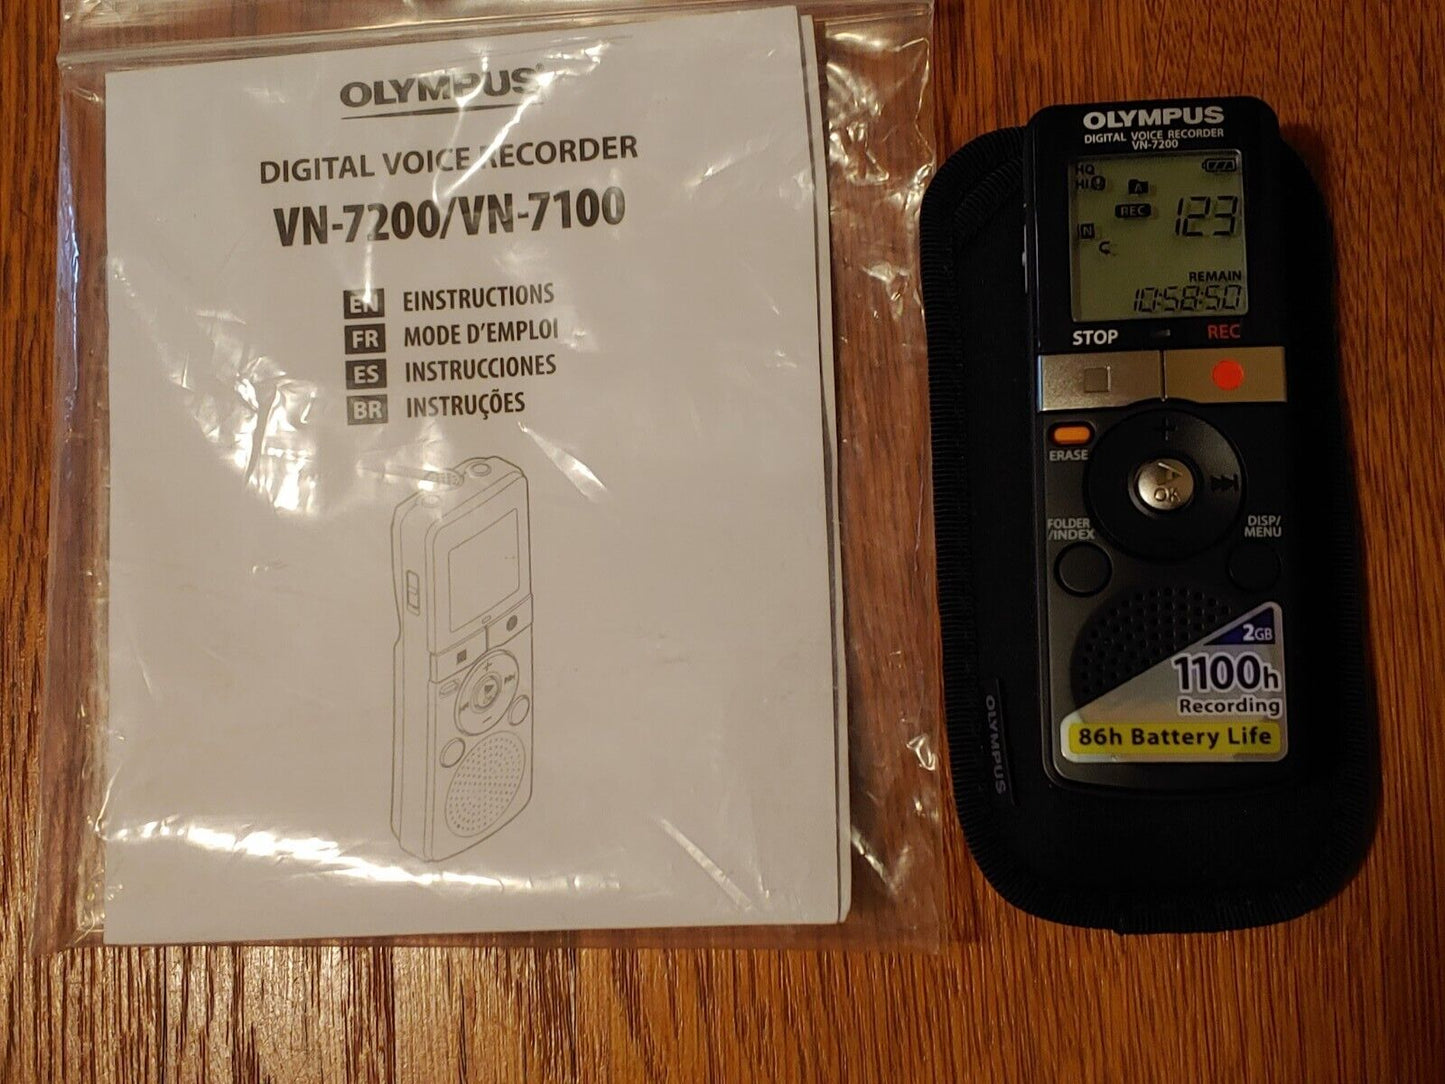 OLYMPUS
DIGITAL VOICE RECORDER
VN-7200/VN-7100
EN EINSTRUCTIONS
FR MODE D'EMPLOI
ES INSTRUCCIONES
BR INSTRUÇÕES
OLYMPUS
DIGITAL VOICE RECORDER
VN-7200
HQ
HI
A
REC
123
N
REMAIN
10:58:50
STOP
REC
ERASE
OK
FOLDER
/INDEX
DISP/
MENU
2GB
1100h
Recording
86h Battery Life
OLYMPUS